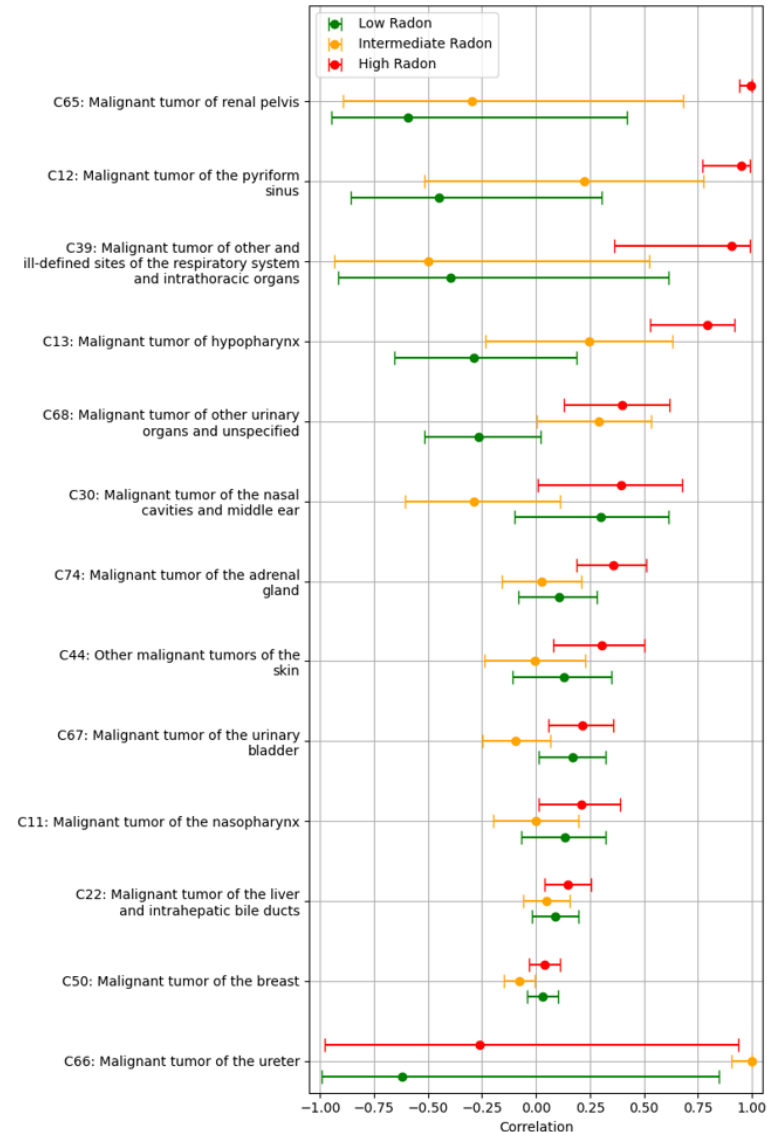 Low Radon
Intermediate Radon
High Radon
C65: Malignant tumor of renal pelvis
C12: Malignant tumor of the pyriform
sinus
C39: Malignant tumor of other and
ill-defined sites of the respiratory system
and intrathoracic organs
C13: Malignant tumor of hypopharynx
C68: Malignant tumor of other urinary
organs and unspecified
C30: Malignant tumor of the nasal
cavities and middle ear
C74: Malignant tumor of the adrenal
gland
C44: Other malignant tumors of the
skin
C67: Malignant tumor of the urinary
bladder
C11: Malignant tumor of the nasopharynx
C22: Malignant tumor of the liver
and intrahepatic bile ducts
C50: Malignant tumor of the breast
C66: Malignant tumor of the ureter
−1.00 −0.75 −0.50 −0.25 0.00 0.25 0.50 0.75 1.00
Correlation